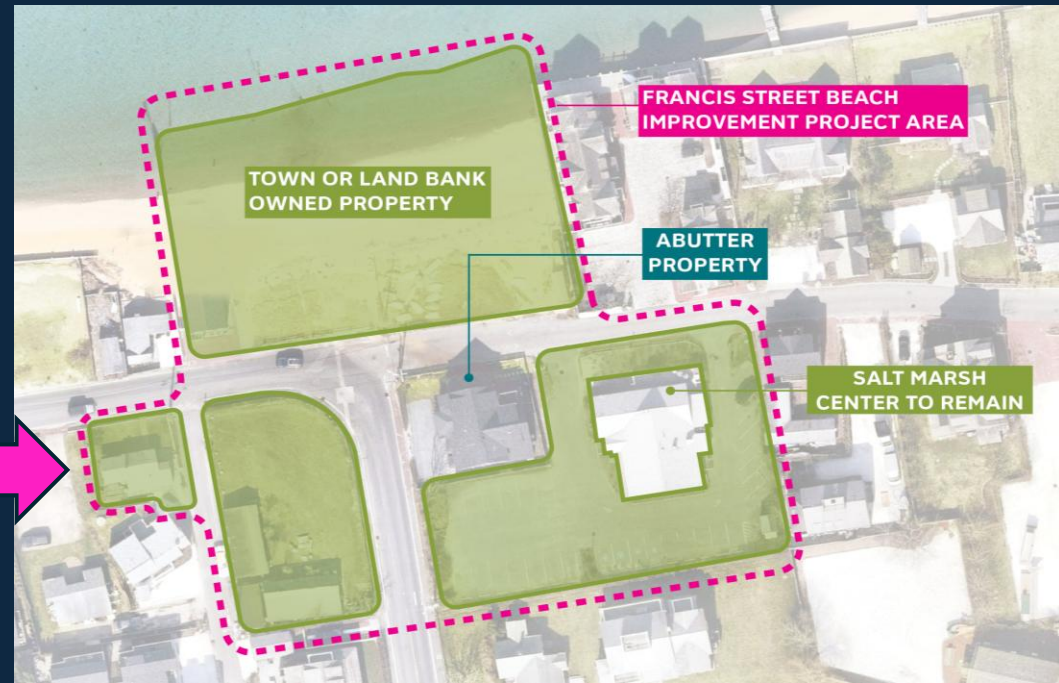 FRANCIS STREET BEACH
IMPROVEMENT PROJECT AREA
TOWN OR LAND BANK
OWNED PROPERTY
ABUTTER
PROPERTY
SALT MARSH
CENTER TO REMAIN